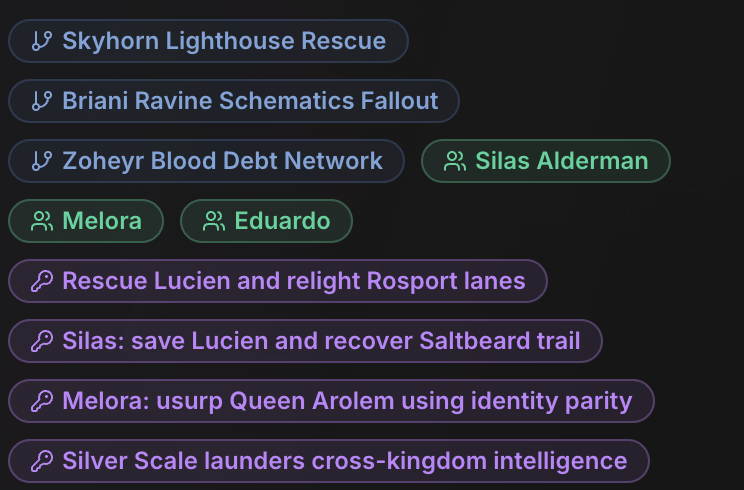 Skyhorn Lighthouse Rescue
Briani Ravine Schematics Fallout
Zoheyr Blood Debt Network Silas Alderman
Melora Eduardo
Rescue Lucien and relight Rosport lanes
Silas: save Lucien and recover Saltbeard trail
Melora: usurp Queen Arolem using identity parity
Silver Scale launders cross-kingdom intelligence